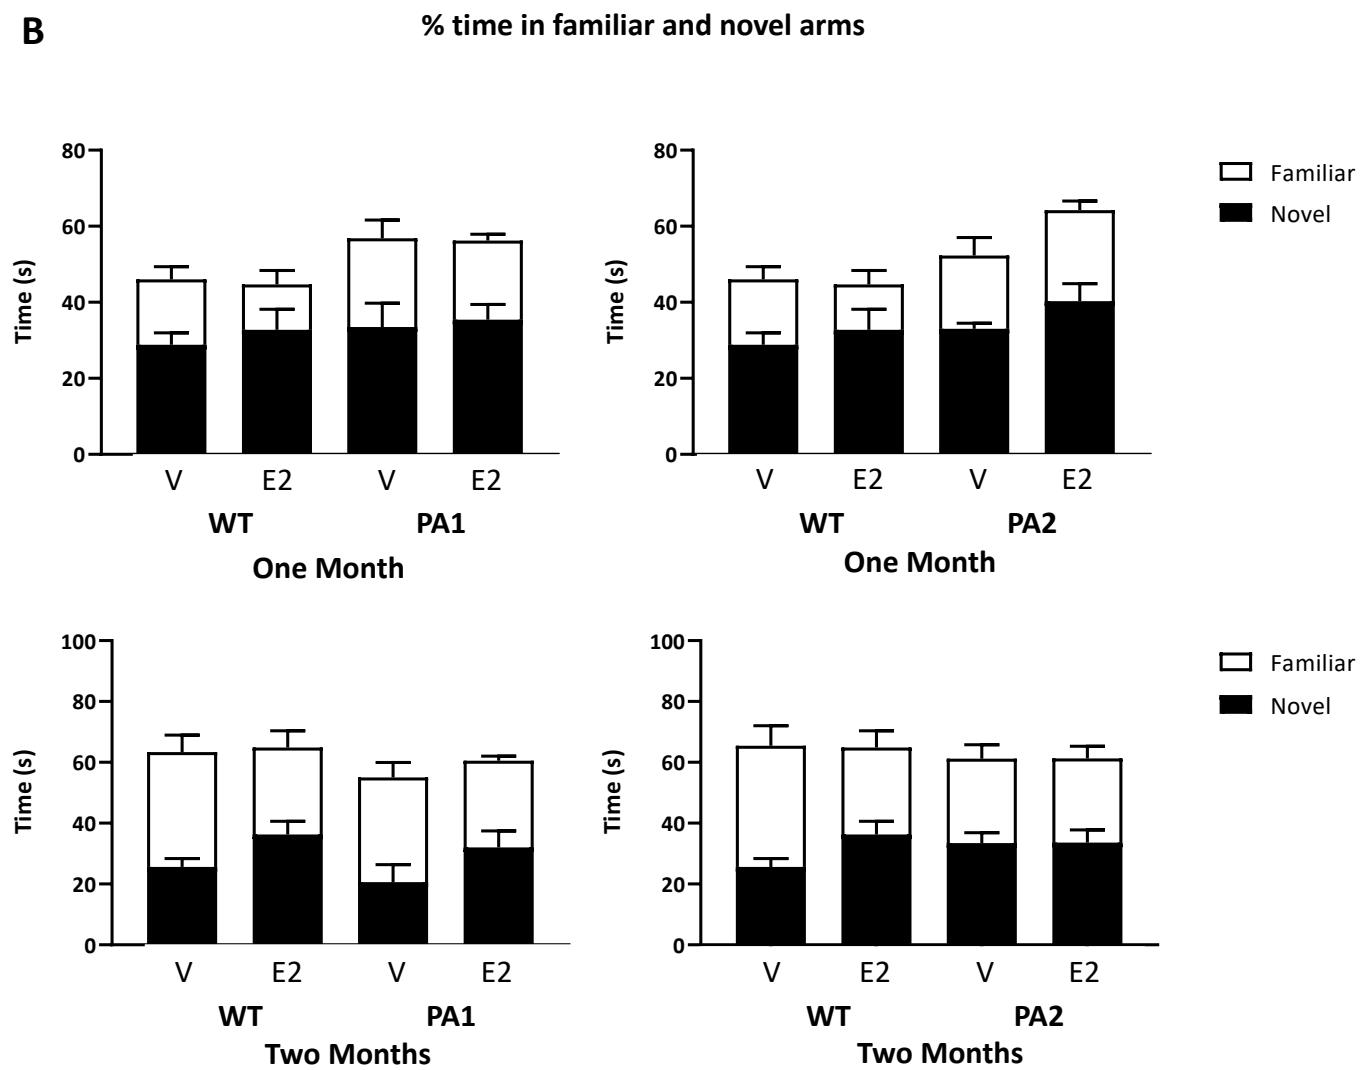 B
% time in familiar and novel arms
80
60
40
20
0
Time (s)
V E2 V E2
WT PA1
One Month
80
60
40
20
0
Time (s)
V E2 V E2
WT PA2
One Month
Familiar
Novel
100
80
60
40
20
0
Time (s)
V E2 V E2
WT PA1
Two Months
100
80
60
40
20
0
Time (s)
V E2 V E2
WT PA2
Two Months
Familiar
Novel